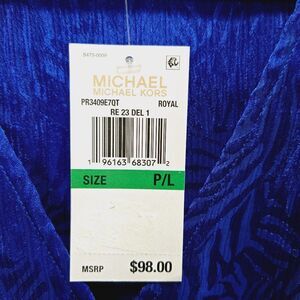 MICHAEL
MICHAEL KORS
PR3409E7QT ROYAL
RE 23 DEL 1
1 96163 68307 2
SIZE P/L
MSRP $98.00